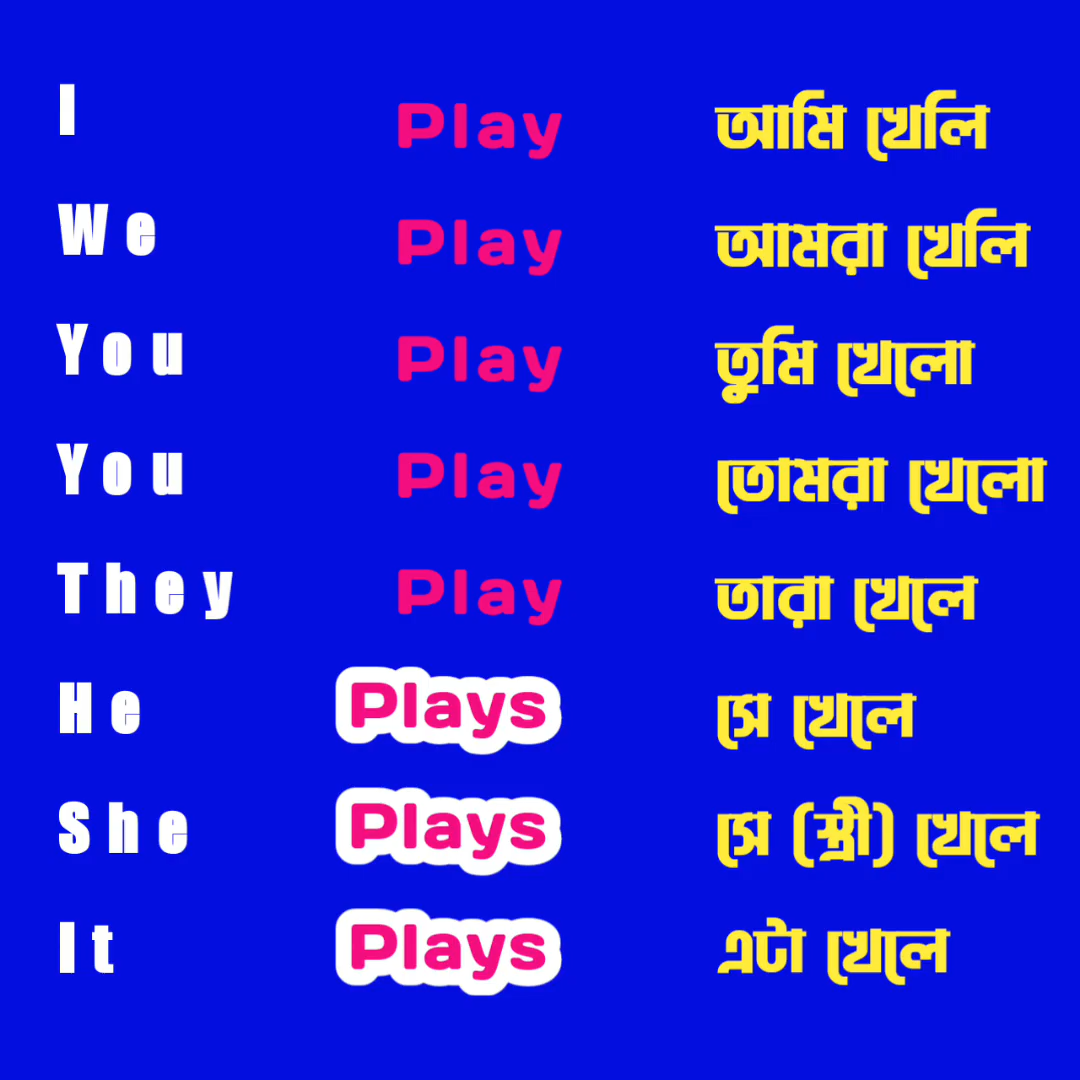 I Play আমি খেলি
We Play আমরা খেলি
You Play তুমি খেলো
You Play তোমরা খেলো
They Play তারা খেলে
He Plays সে খেলে
She Plays সে (স্ত্রী) খেলে
It Plays এটা খেলে